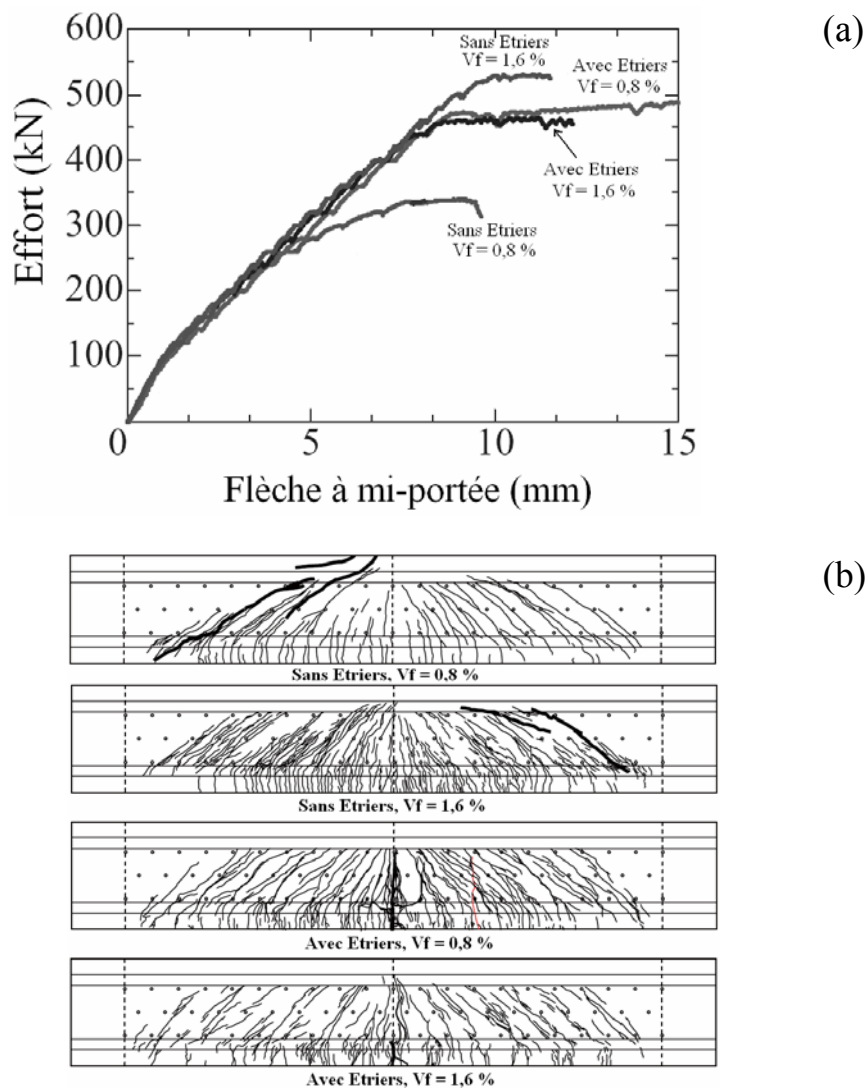 (a)
600
500
400
300
200
100
0
5
10
15
Effort (kN)
Flèche à mi-portée (mm)
Sans Etriers
Vf = 1,6 %
Avec Etriers
Vf = 0,8 %
Avec Etriers
Vf = 1,6 %
Sans Etriers
Vf = 0,8 %
(b)
Sans Etriers, Vf = 0,8 %
Sans Etriers, Vf = 1,6 %
Avec Etriers, Vf = 0,8 %
Avec Etriers, Vf = 1,6 %